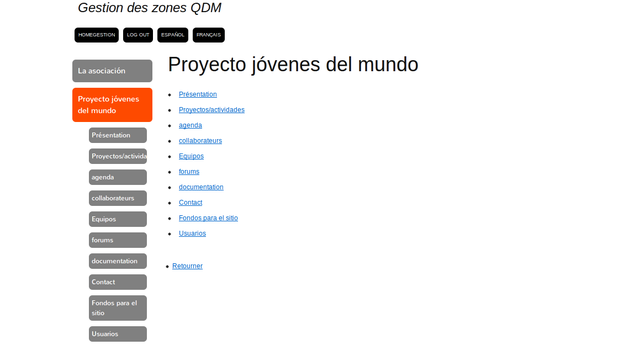 Gestion des zones QDM
HOMEGESTION LOG OUT ESPAÑOL FRANÇAIS
La asociación
Proyecto jóvenes
del mundo
Présentation
Proyectos/activida
agenda
collaborateurs
Equipos
forums
documentation
Contact
Fondos para el
sitio
Usuarios
Proyecto jóvenes del mundo
Présentation
Proyectos/actividades
agenda
collaborateurs
Equipos
forums
documentation
Contact
Fondos para el sitio
Usuarios
Retourner